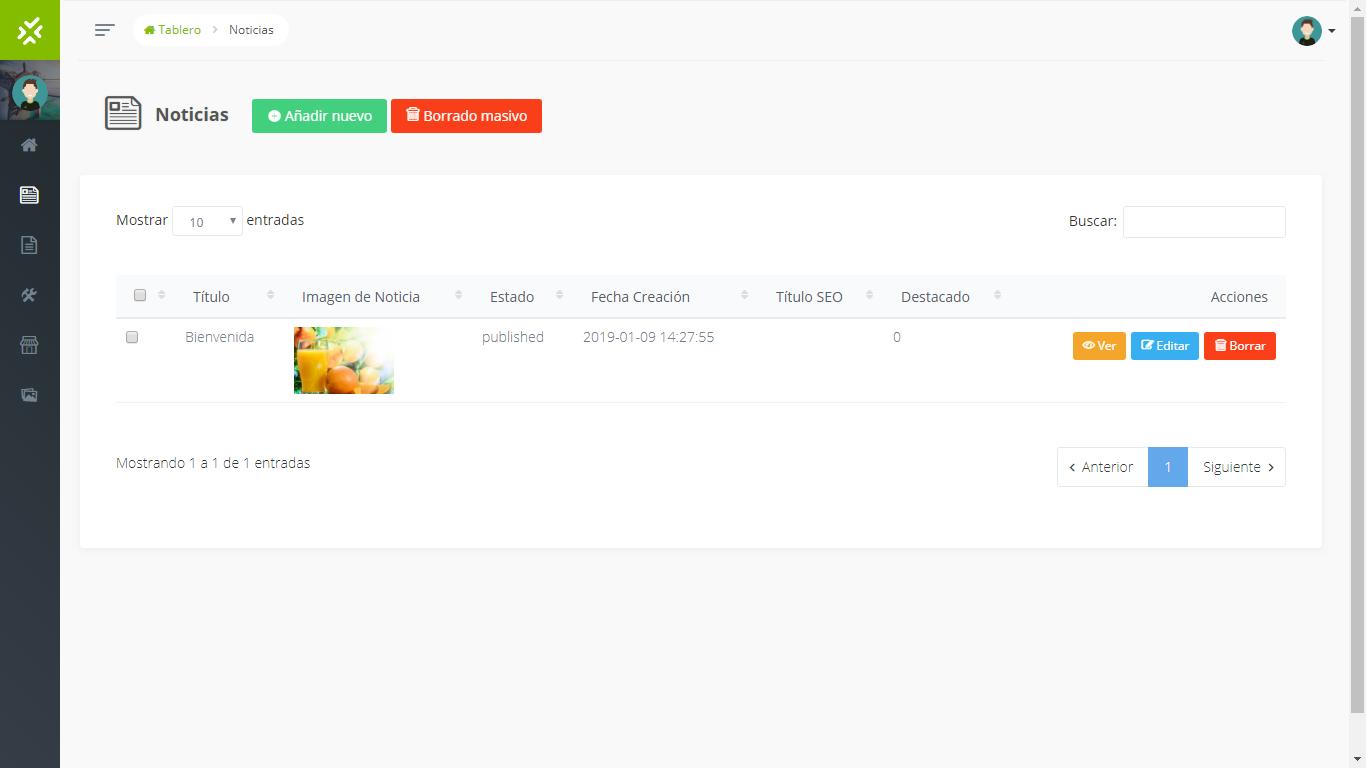 Tablero Noticias
Noticias Añadir nuevo Borrado masivo
Mostrar 10 entradas Buscar:
Título Imagen de Noticia Estado Fecha Creación Título SEO Destacado Acciones
Bienvenida published 2019-01-09 14:27:55 0 Ver Editar Borrar
Mostrando 1 a 1 de 1 entradas Anterior 1 Siguiente